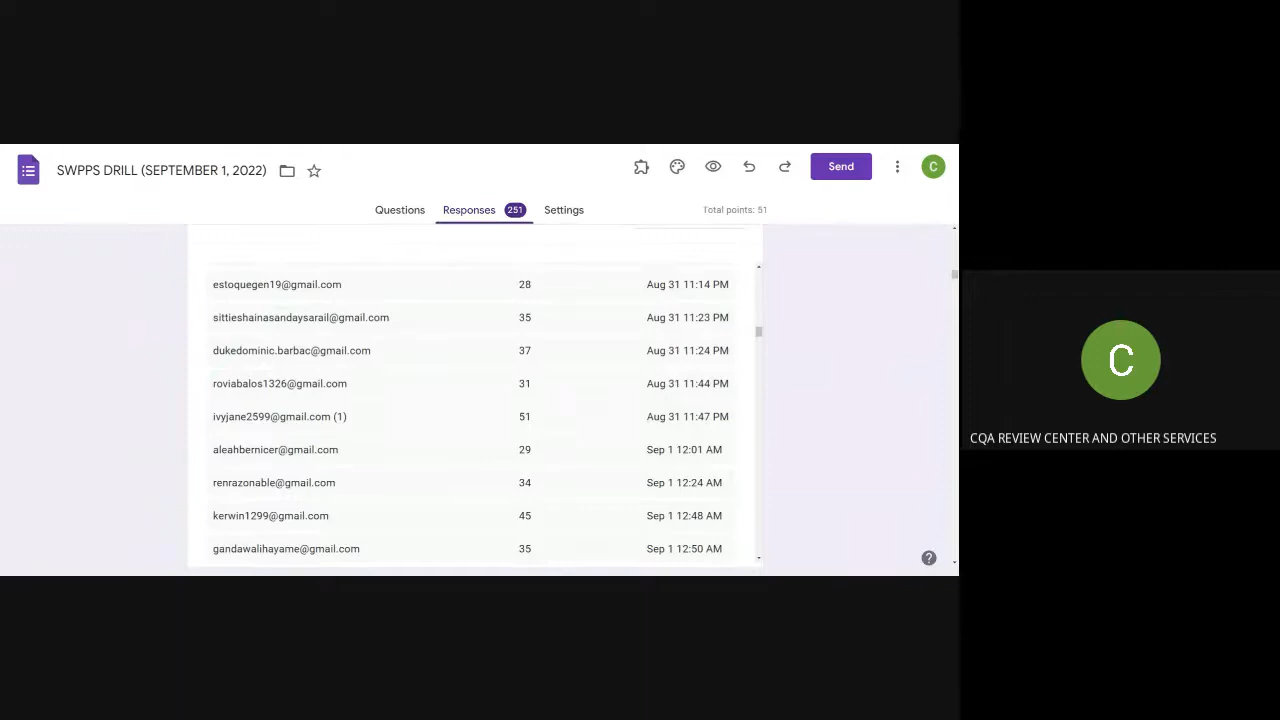 SWPPS DRILL (SEPTEMBER 1, 2022)
Send
C
Questions
Responses 251
Settings
Total points: 51
estoquegen19@gmail.com 28 Aug 31 11:14 PM
sittieshainasandaysarail@gmail.com 35 Aug 31 11:23 PM
dukedominic.barbac@gmail.com 37 Aug 31 11:24 PM
roviabalos1326@gmail.com 31 Aug 31 11:44 PM
ivyjane2599@gmail.com (1) 51 Aug 31 11:47 PM
aleahbernicer@gmail.com 29 Sep 1 12:01 AM
renrazonable@gmail.com 34 Sep 1 12:24 AM
kerwin1299@gmail.com 45 Sep 1 12:48 AM
gandawalihayame@gmail.com 35 Sep 1 12:50 AM
C
CQA REVIEW CENTER AND OTHER SERVICES